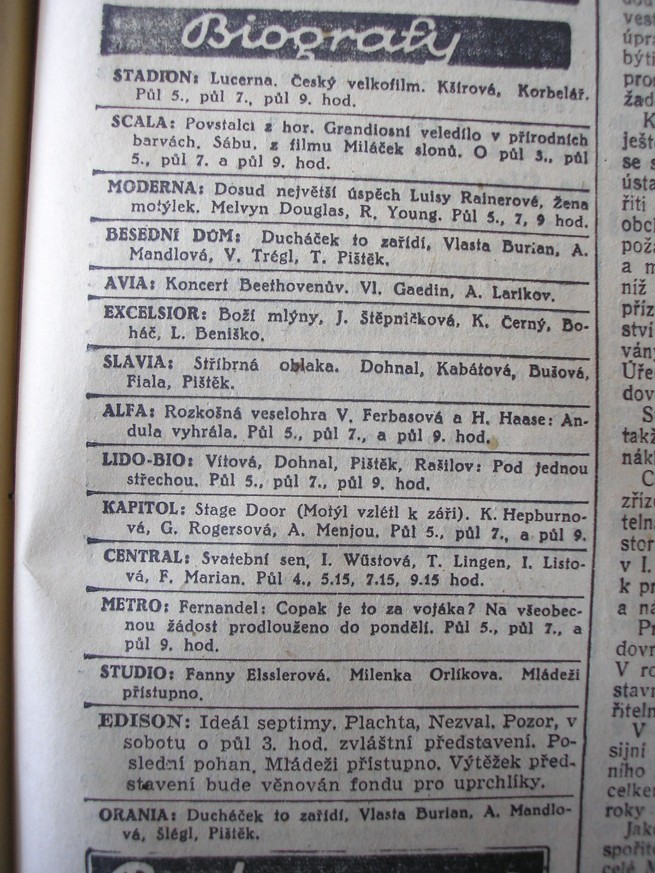 Biografy
STADION: Lucerna. Český velkofilm. Kšírová, Korbelář.
Půl 5., půl 7., půl 9. hod.
SCALA: Povstalci z hor. Grandiosní veledílo v přírodních
barvách. Sábu, z filmu Miláček slonů. O půl 3., půl
5., půl 7. a půl 9. hod.
MODERNA: Dosud největší úspěch Luisy Rainerové, Žena
motýlek. Melvyn Douglas, R. Young. Půl 5., 7, 9 hod.
BESEDNÍ DŮM: Ducháček to zařídí, Vlasta Burian, A.
Mandlová, V. Trégl, T. Pištěk.
AVIA: Koncert Beethovenův. Vl. Gaedin, A. Larikov.
EXCELSIOR: Boží mlýny, J. Štěpničková, K. Černý, Bo-
háč, L. Beniško.
SLAVIA: Stříbrná oblaka. Dohnal, Kabátová, Bušová,
Fiala, Pištěk.
ALFA: Rozkošná veselohra V. Ferbasová a H. Haase: An-
dula vyhrála. Půl 5., půl 7., a půl 9. hod.
LIDO-BIO: Vítová, Dohnal, Pištěk, Rašilov: Pod jednou
střechou. Půl 5., půl 7., půl 9. hod.
KAPITOL: Stage Door (Motýl vzlétl k záři). K. Hepburno-
vá, G. Rogersová, A. Menjou. Půl 5., půl 7., a půl 9.
CENTRAL: Svatební sen, I. Wüstová, T. Lingen, I. Listo-
vá, F. Marian. Půl 4., 5.15, 7.15, 9.15 hod.
METRO: Fernandel: Copak je to za vojáka? Na všeobec-
nou žádost prodlouženo do pondělí. Půl 5., půl 7., a
půl 9. hod.
STUDIO: Fanny Elsslerová. Milenka Orlíkova. Mládeži
přístupno.
EDISON: Ideál septimy. Plachta, Nezval. Pozor, v
sobotu o půl 3. hod. zvláštní představení. Po-
slední pohan. Mládeži přístupno. Výtěžek před-
stavení bude věnován fondu pro uprchlíky.
ORANIA: Ducháček to zařídí, Vlasta Burian, A. Mandlo-
vá, Šlégl, Pištěk.